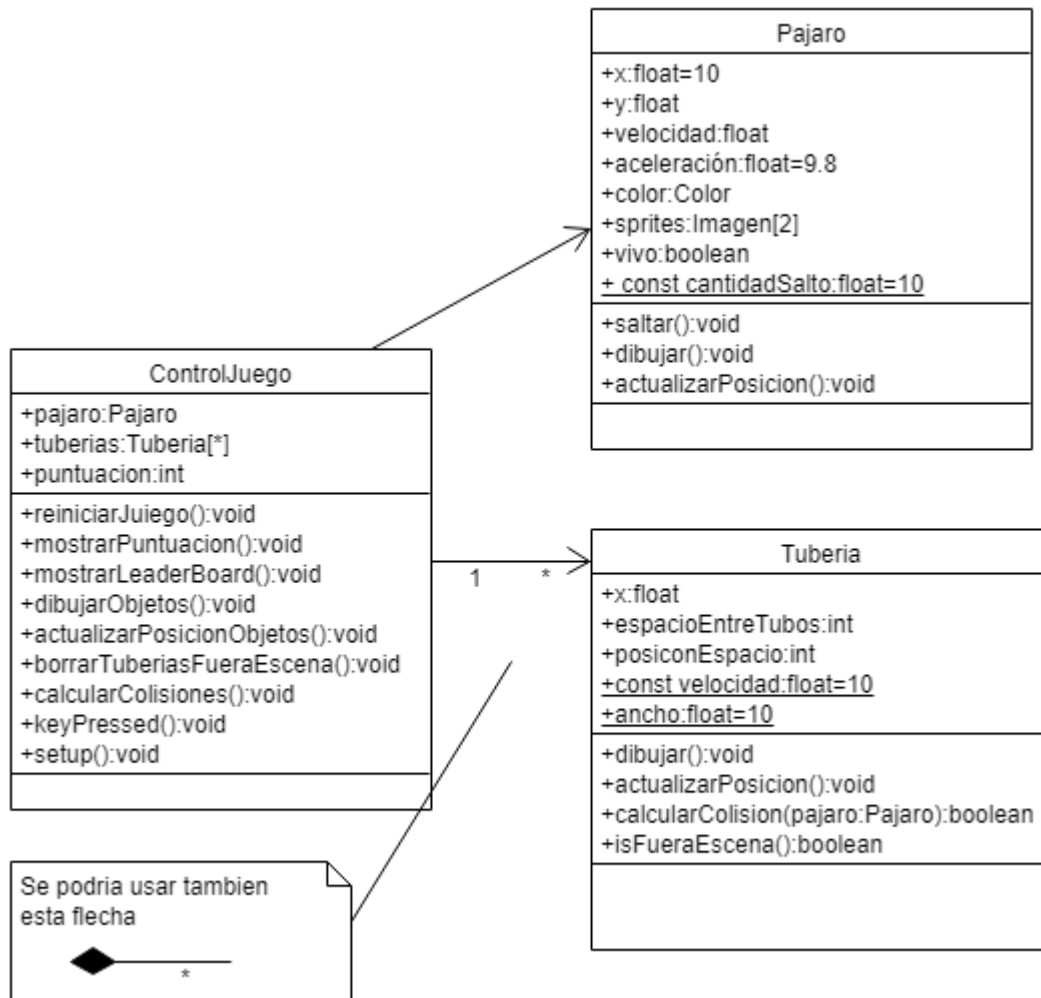 Pajaro
+x:float=10
+y:float
+velocidad:float
+aceleración:float=9.8
+color:Color
+sprites:Imagen[2]
+vivo:boolean
+ const cantidadSalto:float=10
+saltar():void
+dibujar():void
+actualizarPosicion():void
ControlJuego
+pajaro:Pajaro
+tuberias:Tuberia[*]
+puntuacion:int
+reiniciarJuiego():void
+mostrarPuntuacion():void
+mostrarLeaderBoard():void
+dibujarObjetos():void
+actualizarPosicionObjetos():void
+borrarTuberiasFueraEscena():void
+calcularColisiones():void
+keyPressed():void
+setup():void
1 *
Tuberia
+x:float
+espacioEntreTubos:int
+posiconEspacio:int
+const velocidad:float=10
+ancho:float=10
+dibujar():void
+actualizarPosicion():void
+calcularColision(pajaro:Pajaro):boolean
+isFueraEscena():boolean
Se podria usar tambien
esta flecha
*